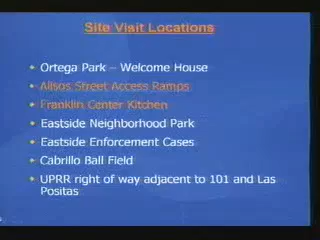 Site Visit Locations
Ortega Park – Welcome House
Alisos Street Access Ramps
Franklin Center Kitchen
Eastside Neighborhood Park
Eastside Enforcement Cases
Cabrillo Ball Field
UPRR right of way adjacent to 101 and Las
Positas